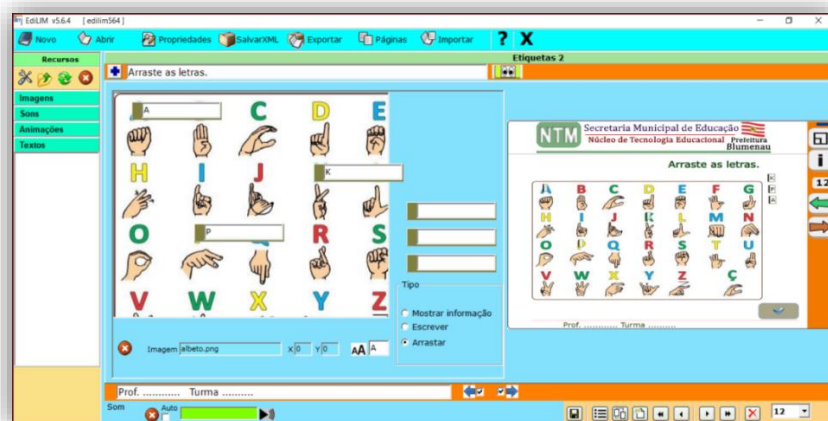 EdiLIM v5.6.4 [edilim564]
Novo Abrir Propriedades SalvarXML Exportar Páginas Importar ? X
Recursos
Etiquetas 2
Arraste as letras.
Imagens
Sons
Animações
Textos
A
C D E
H I J
K
O
P
R S
V W X Y Z
Tipo
Mostrar informação
Escrever
Arrastar
Imagem albeto.png X 0 Y 0 AA A
Prof. ............ Turma ..........
Som
Auto
NTM
Secretaria Municipal de Educação
Núcleo de Tecnologia Educacional
Prefeitura
Blumenau
Arraste as letras.
A B C D E F G
H I J K L M N
O P Q R S T U
V W X Y Z Ç
K
P
A
Prof. ............ Turma ..........
i
12
12